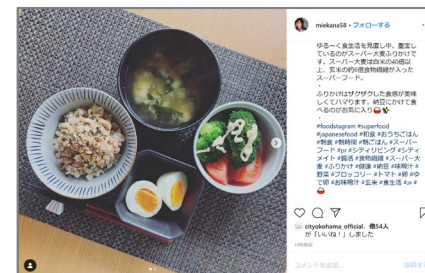 miekana58 • フォローする
ゆるーく食生活を見直し中。重宝し
ているのがスーパー大麦ふりかけで
す。スーパー大麦は白米の40倍以
上、玄米の約6倍食物繊維が入った
スーパーフード。
.
ふりかけはザクザクした食感が美味
しくてハマります。納豆にかけて食
べるのがお気に入り
.
#foodstagram #superfood
#japanesefood #和食 #おうちごはん
#朝食 #朝時間 #朝ごはん #スーパー
フード #pr #シティリビング #シティ
メイト #腸活 #食物繊維 #スーパー大
麦 #ふりかけ #健康 #納豆 #味噌汁 #
野菜 #ブロッコリー #トマト #卵 #ゆ
で卵 #お味噌汁 #玄米 #食生活 #pr #
cityokohama_official、他54人
が「いいね！」しました
コメントを追加...
投稿する